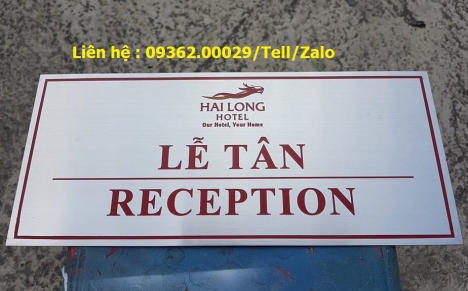 Liên hệ : 09362.00029/Tell/Zalo
HAI LONG
HOTEL
Our Hotel, Your Home
LỄ TÂN
RECEPTION